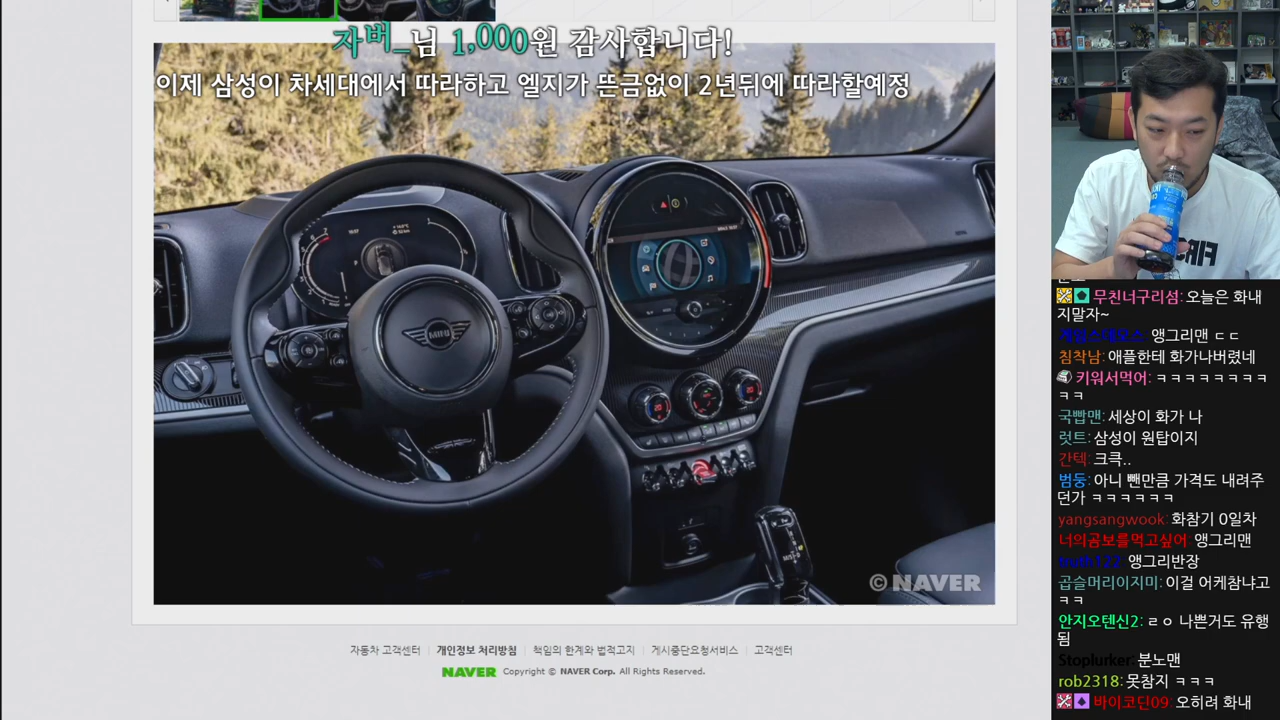 자버_님 1,000원 감사합니다!
이제 삼성이 차세대에서 따라하고 엘지가 뜬금없이 2년뒤에 따라할예정
MINI
© NAVER
자동차 고객센터 개인정보 처리방침 책임의 한계와 법적고지 게시중단요청서비스 고객센터
NAVER Copyright © NAVER Corp. All Rights Reserved.
무친너구리섬: 오늘은 화내
지말자~
앵그리맨 ㄷㄷ
침착남: 애플한테 화가나버렸네
키워서먹어: ㅋㅋㅋㅋㅋㅋㅋㅋ
ㅋㅋ
국빱맨: 세상이 화가 나
럿트: 삼성이 원탑이지
간텍: 크큭..
범둥: 아니 뺀만큼 가격도 내려주
던가 ㅋㅋㅋㅋㅋㅋ
yangsangwook: 화참기 0일차
너의곰보를먹고싶어: 앵그리맨
앵그리반장
곱슬머리이지미: 이걸 어케참냐고
ㅋㅋ
안지오텐신2: ㄹㅇ 나쁜거도 유행
됨
Stoplurker: 분노맨
rob2318: 못참지 ㅋㅋㅋ
바이코딘09: 오히려 화내